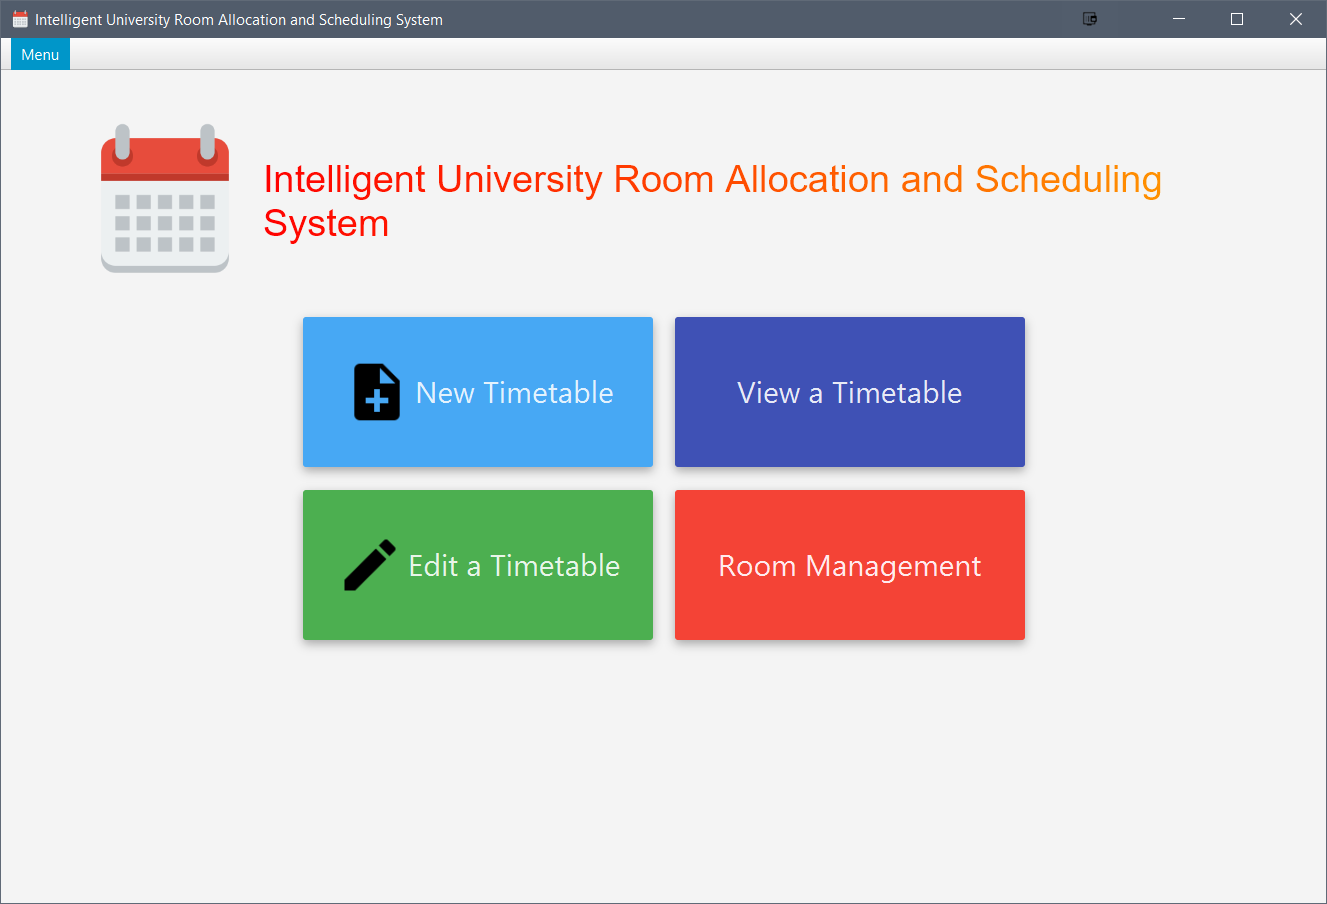 Intelligent University Room Allocation and Scheduling System
Menu
Intelligent University Room Allocation and Scheduling
System
New Timetable
View a Timetable
Edit a Timetable
Room Management